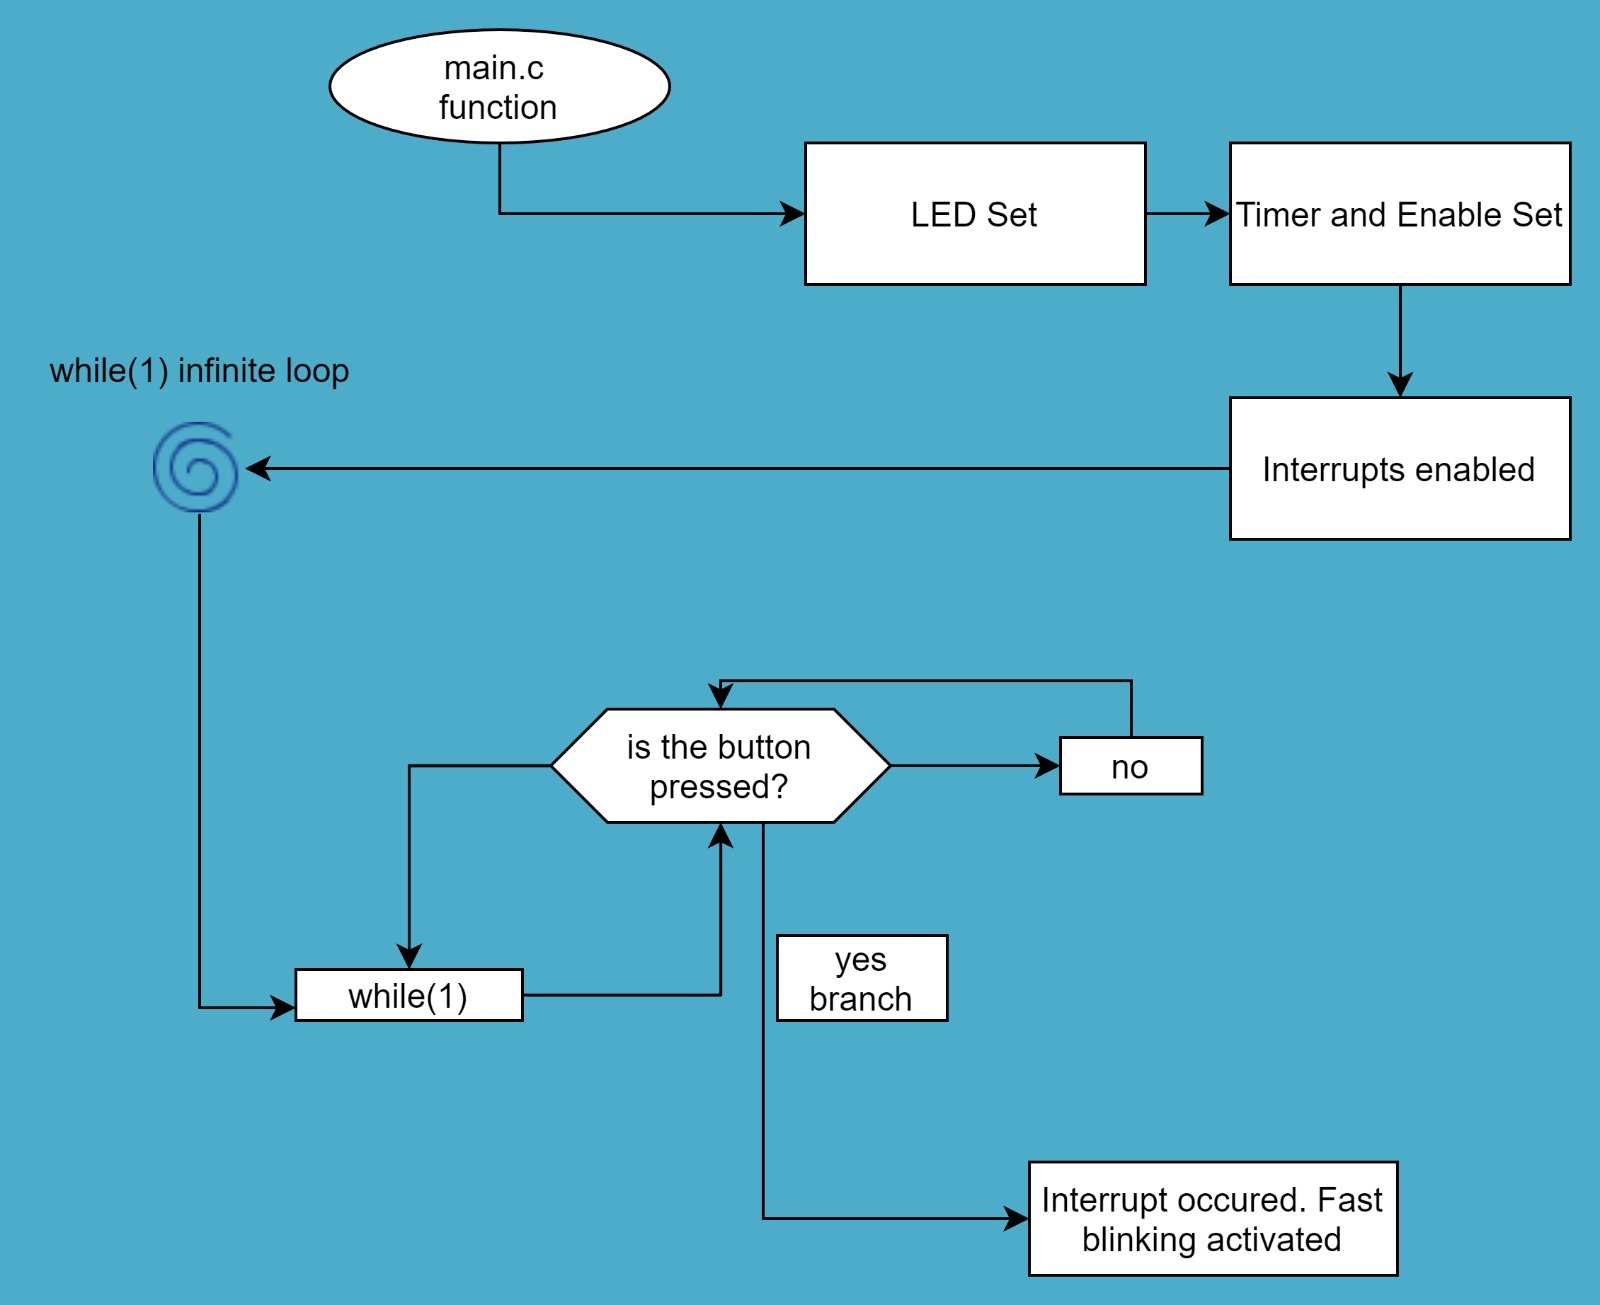 main.c
function
LED Set
Timer and Enable Set
while(1) infinite loop
Interrupts enabled
is the button
pressed?
no
yes
branch
while(1)
Interrupt occured. Fast
blinking activated